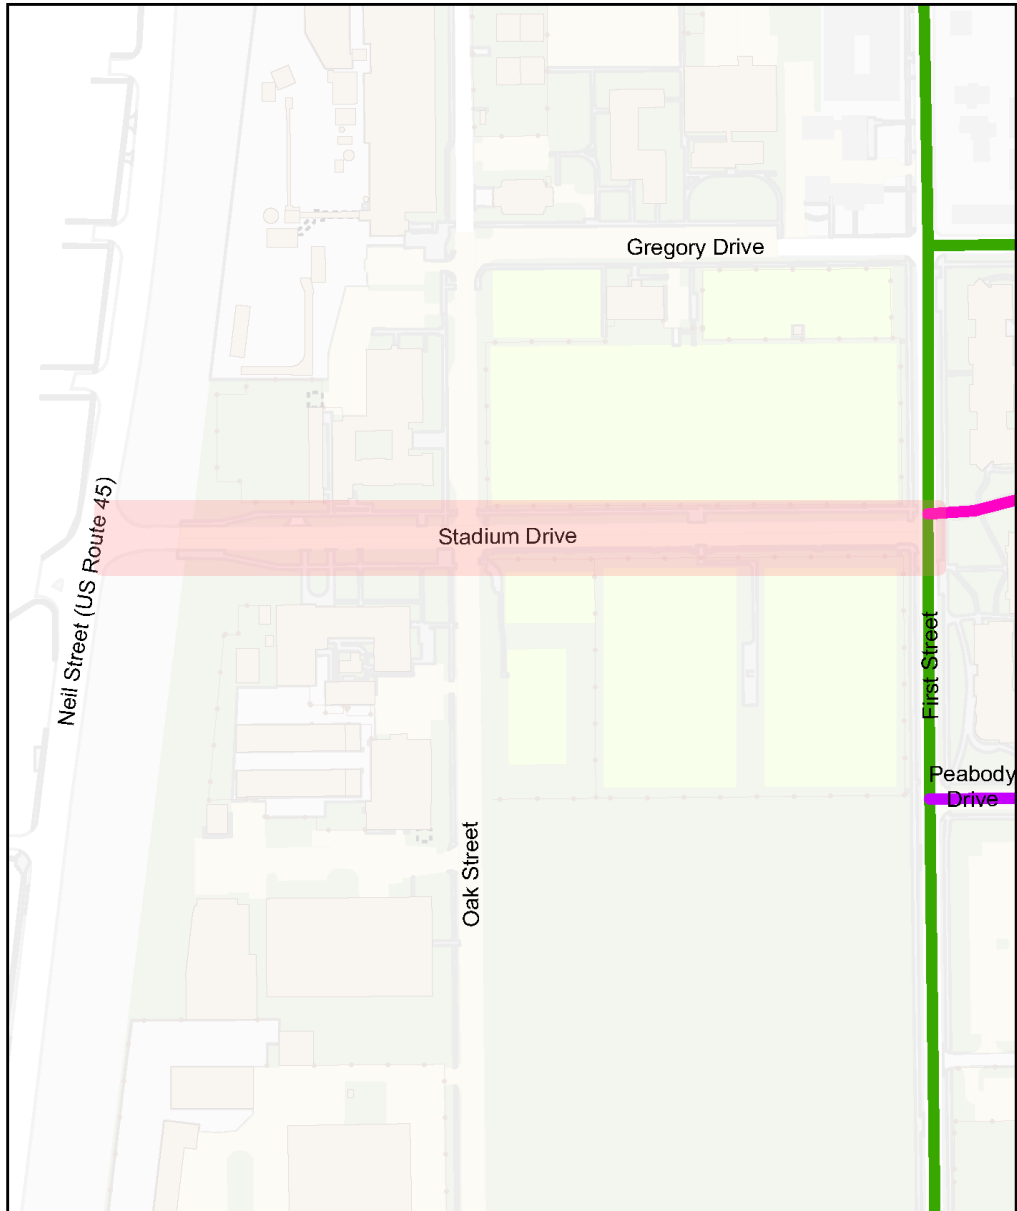 Gregory Drive
Neil Street (US Route 45)
Stadium Drive
First Street
Peabody
Drive
Oak Street